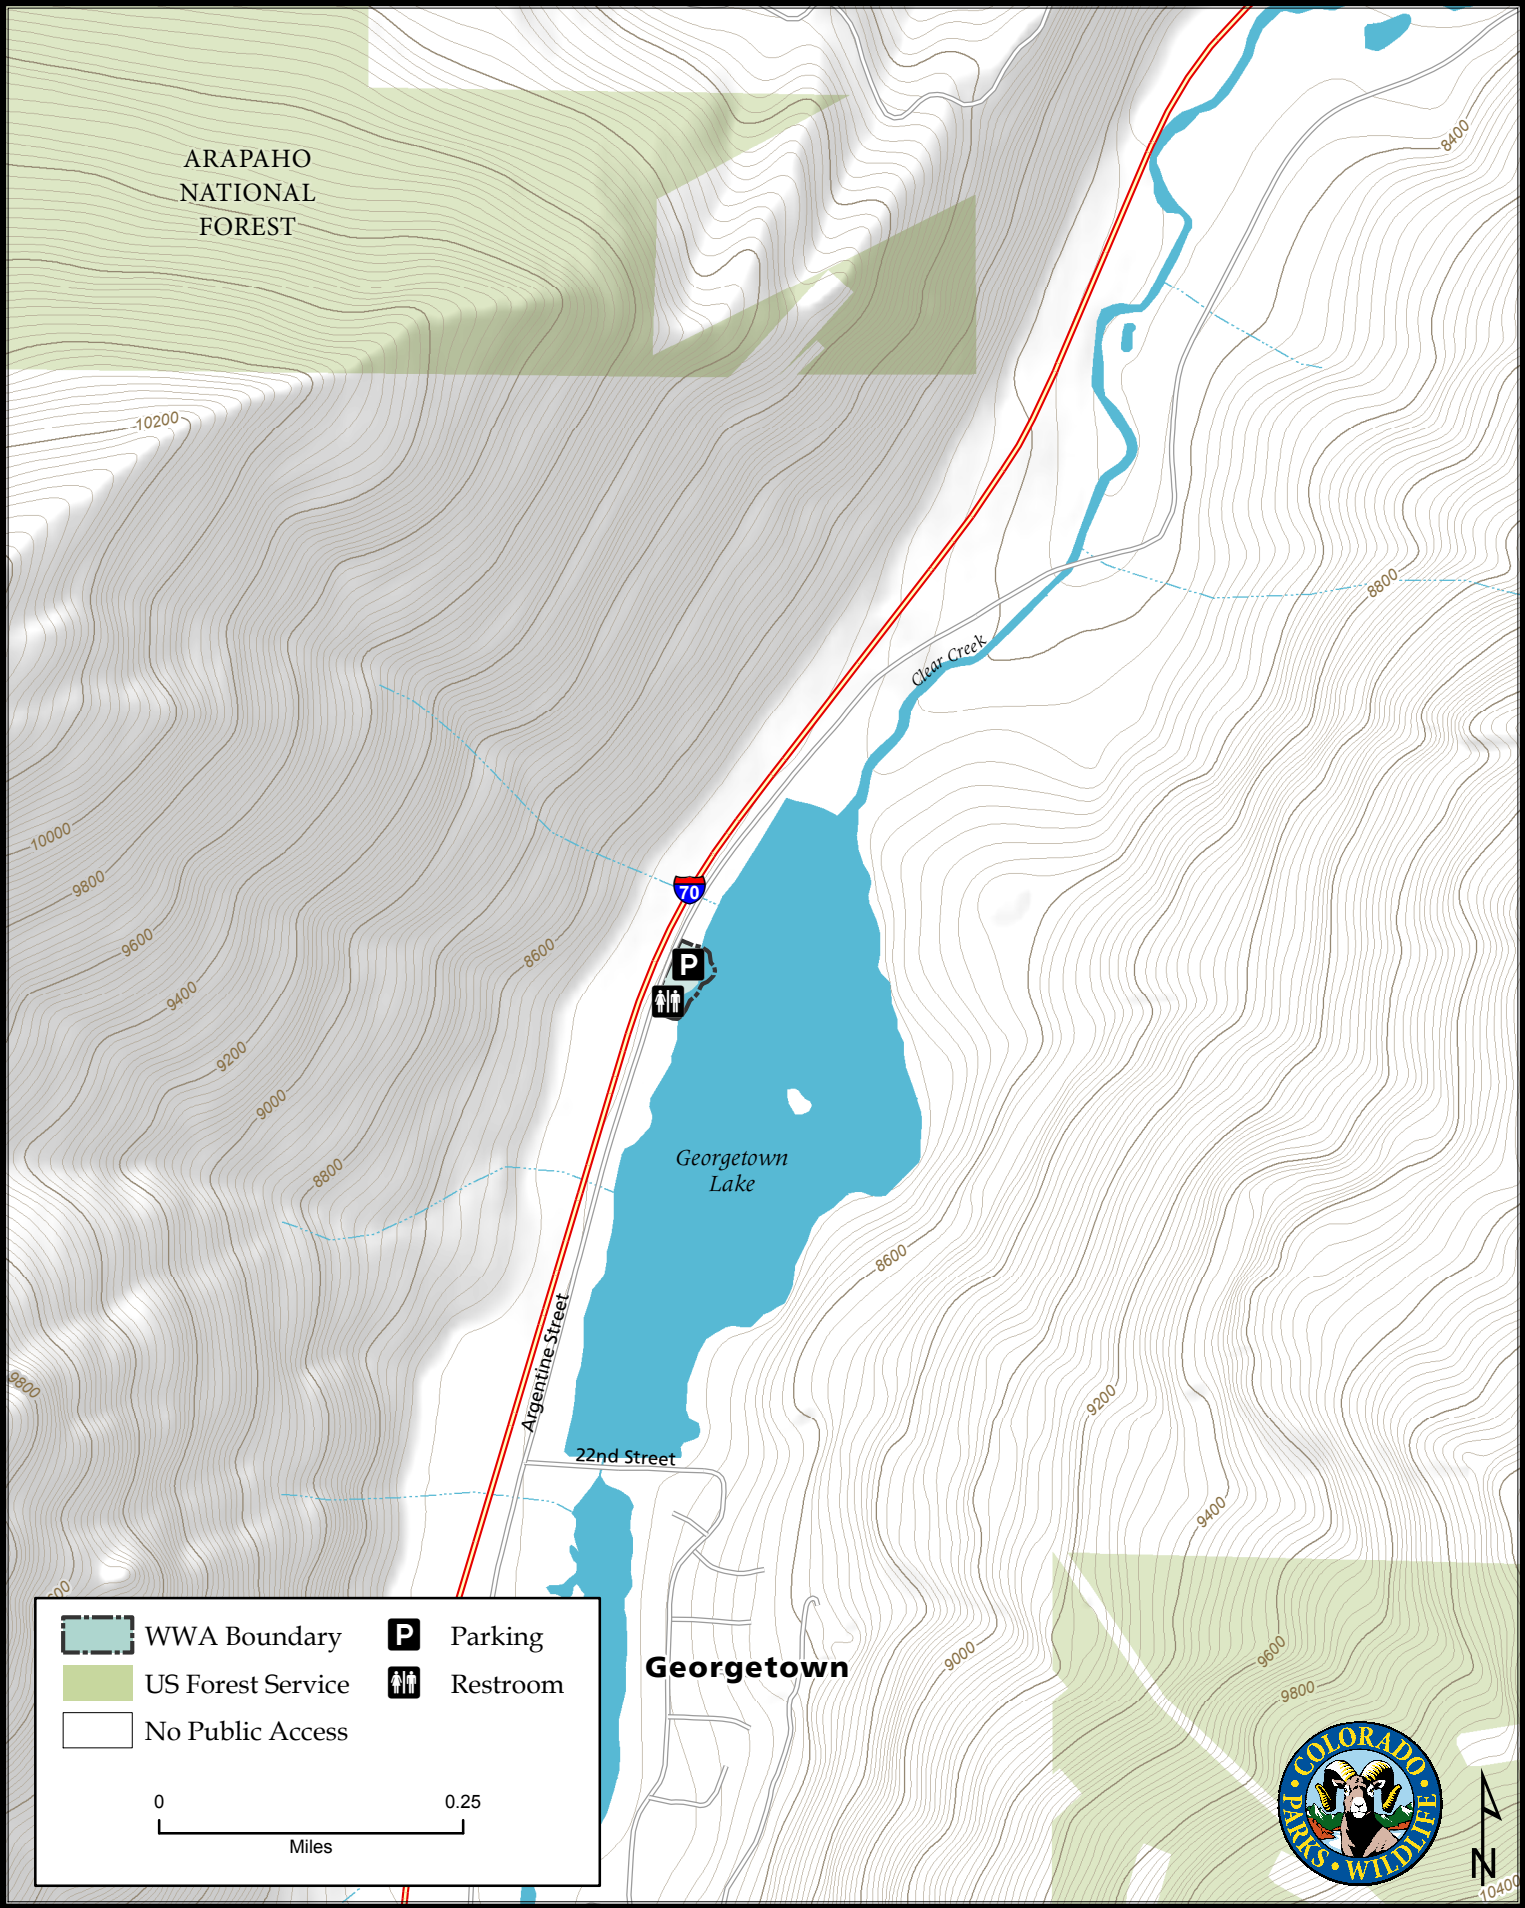 ARAPAHO
NATIONAL
FOREST
8400
10200
8800
Clear Creek
10000
9800
70
9600
8600
P
9400
9200
9000
Georgetown
Lake
8800
8600
Argentine Street
9800
9200
22nd Street
9400
WWA Boundary
P Parking
US Forest Service
Restroom
No Public Access
0 0.25
Miles
Georgetown
9000
9600
9800
COLORADO
PARKS • WILDLIFE
N
10400